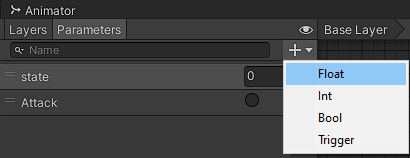 Animator
Layers Parameters Base Layer
Name
state 0
Attack
Float
Int
Bool
Trigger